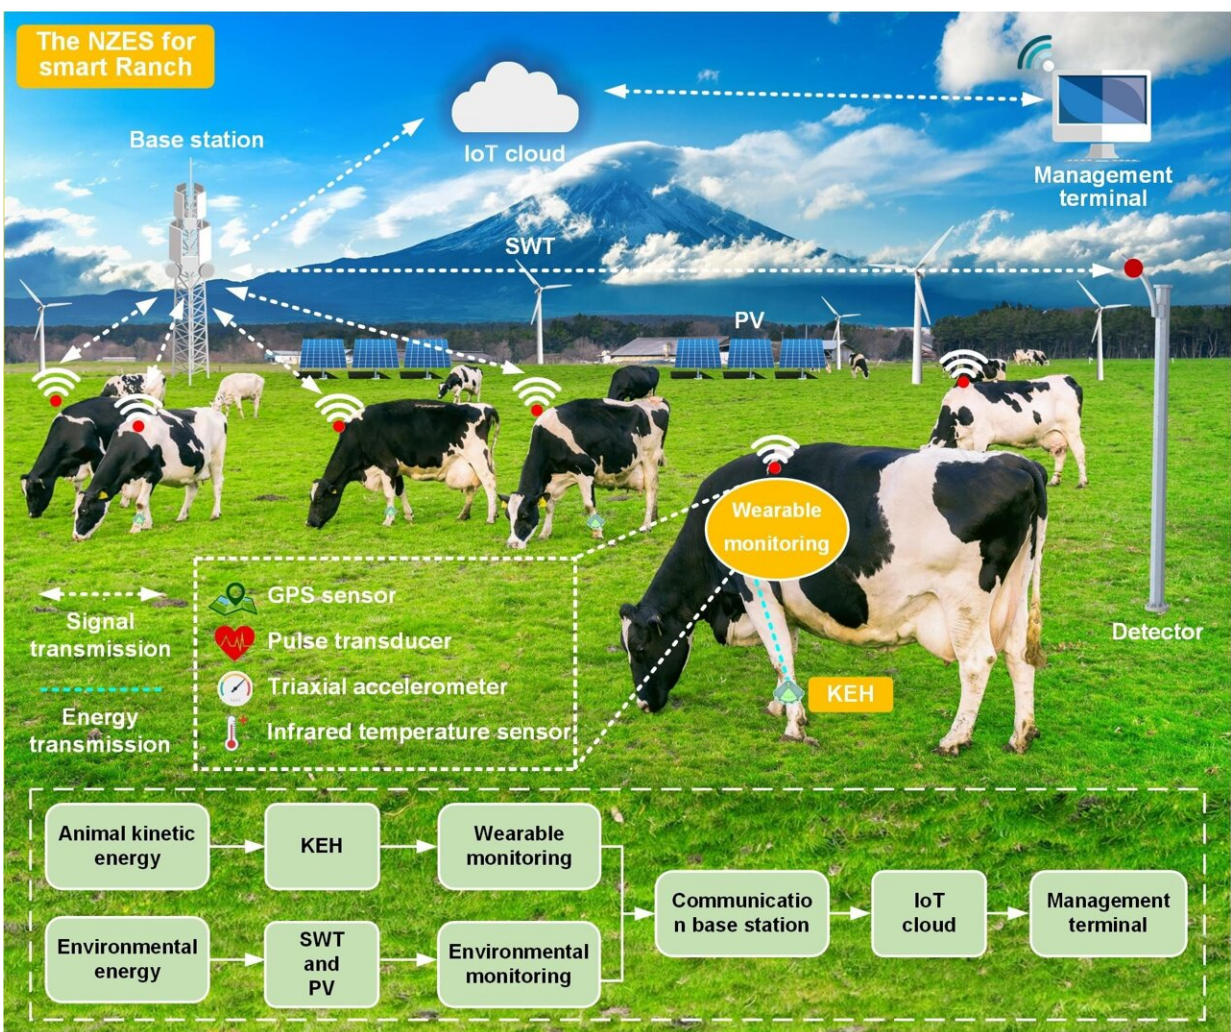 The NZES for
smart Ranch
Base station
IoT cloud
Management
terminal
SWT
PV
Wearable
monitoring
GPS sensor
Pulse transducer
Triaxial accelerometer
Infrared temperature sensor
Signal
transmission
Energy
transmission
KEH
Detector
Animal kinetic
energy
KEH
Wearable
monitoring
Communicatio
n base station
IoT
cloud
Management
terminal
Environmental
energy
SWT
and
PV
Environmental
monitoring